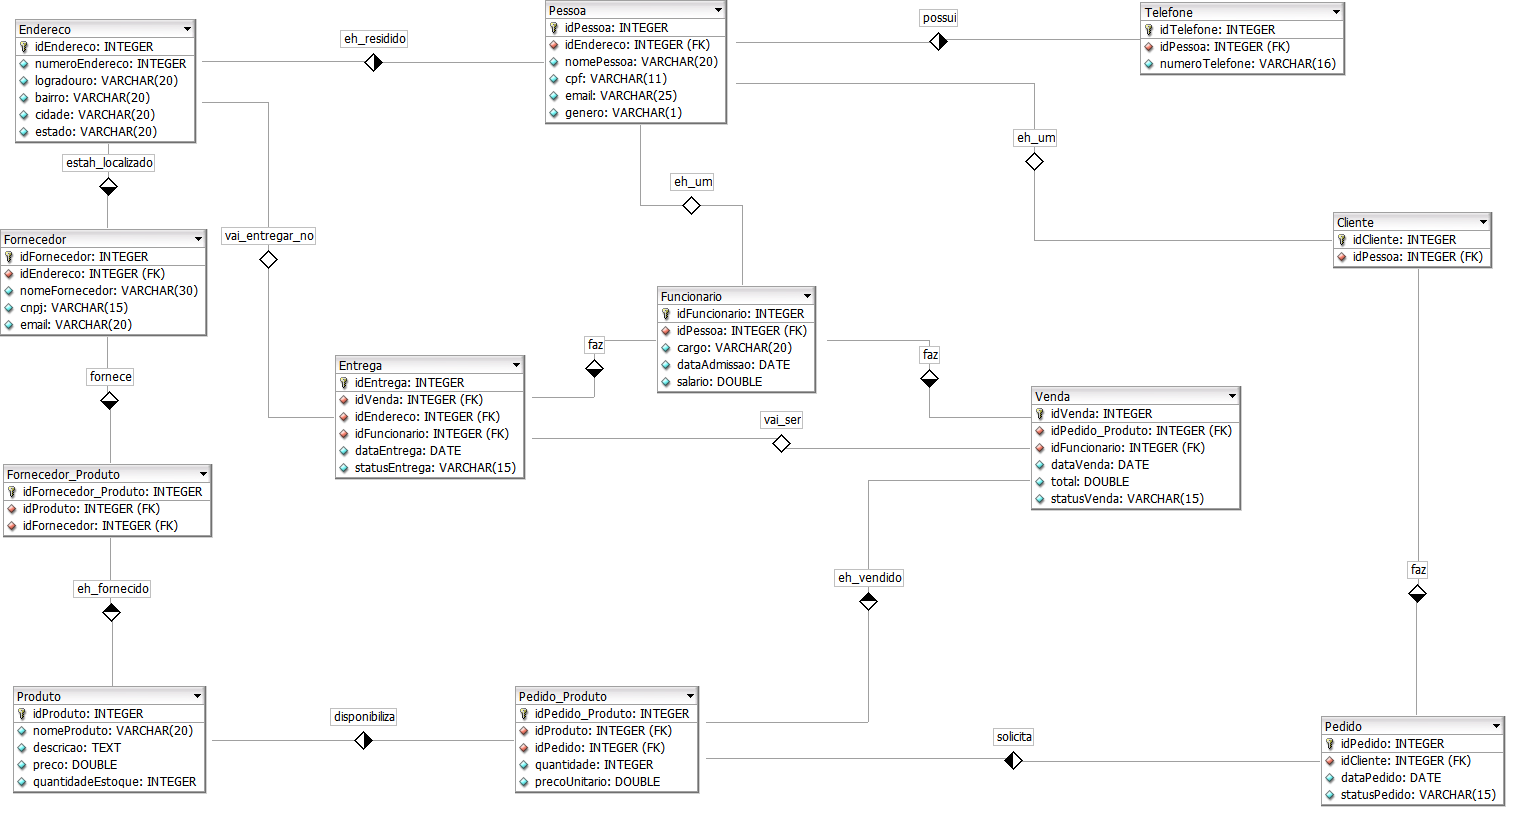 Endereco
idEndereco: INTEGER
numeroEndereco: INTEGER
logradouro: VARCHAR(20)
bairro: VARCHAR(20)
cidade: VARCHAR(20)
estado: VARCHAR(20)
eh_residido
Pessoa
idPessoa: INTEGER
idEndereco: INTEGER (FK)
nomePessoa: VARCHAR(20)
cpf: VARCHAR(11)
email: VARCHAR(25)
genero: VARCHAR(1)
possui
Telefone
idTelefone: INTEGER
idPessoa: INTEGER (FK)
numeroTelefone: VARCHAR(16)
eh_um
estah_localizado
eh_um
vai_entregar_no
Fornecedor
idFornecedor: INTEGER
idEndereco: INTEGER (FK)
nomeFornecedor: VARCHAR(30)
cnpj: VARCHAR(15)
email: VARCHAR(20)
Cliente
idCliente: INTEGER
idPessoa: INTEGER (FK)
Funcionario
idFuncionario: INTEGER
idPessoa: INTEGER (FK)
cargo: VARCHAR(20)
dataAdmissao: DATE
salario: DOUBLE
faz
faz
fornece
Entrega
idEntrega: INTEGER
idVenda: INTEGER (FK)
idEndereco: INTEGER (FK)
idFuncionario: INTEGER (FK)
dataEntrega: DATE
statusEntrega: VARCHAR(15)
vai_ser
Venda
idVenda: INTEGER
idPedido_Produto: INTEGER (FK)
idFuncionario: INTEGER (FK)
dataVenda: DATE
total: DOUBLE
statusVenda: VARCHAR(15)
Fornecedor_Produto
idFornecedor_Produto: INTEGER
idProduto: INTEGER (FK)
idFornecedor: INTEGER (FK)
eh_fornecido
eh_vendido
faz
Produto
idProduto: INTEGER
nomeProduto: VARCHAR(20)
descricao: TEXT
preco: DOUBLE
quantidadeEstoque: INTEGER
disponibiliza
Pedido_Produto
idPedido_Produto: INTEGER
idProduto: INTEGER (FK)
idPedido: INTEGER (FK)
quantidade: INTEGER
precoUnitario: DOUBLE
solicita
Pedido
idPedido: INTEGER
idCliente: INTEGER (FK)
dataPedido: DATE
statusPedido: VARCHAR(15)